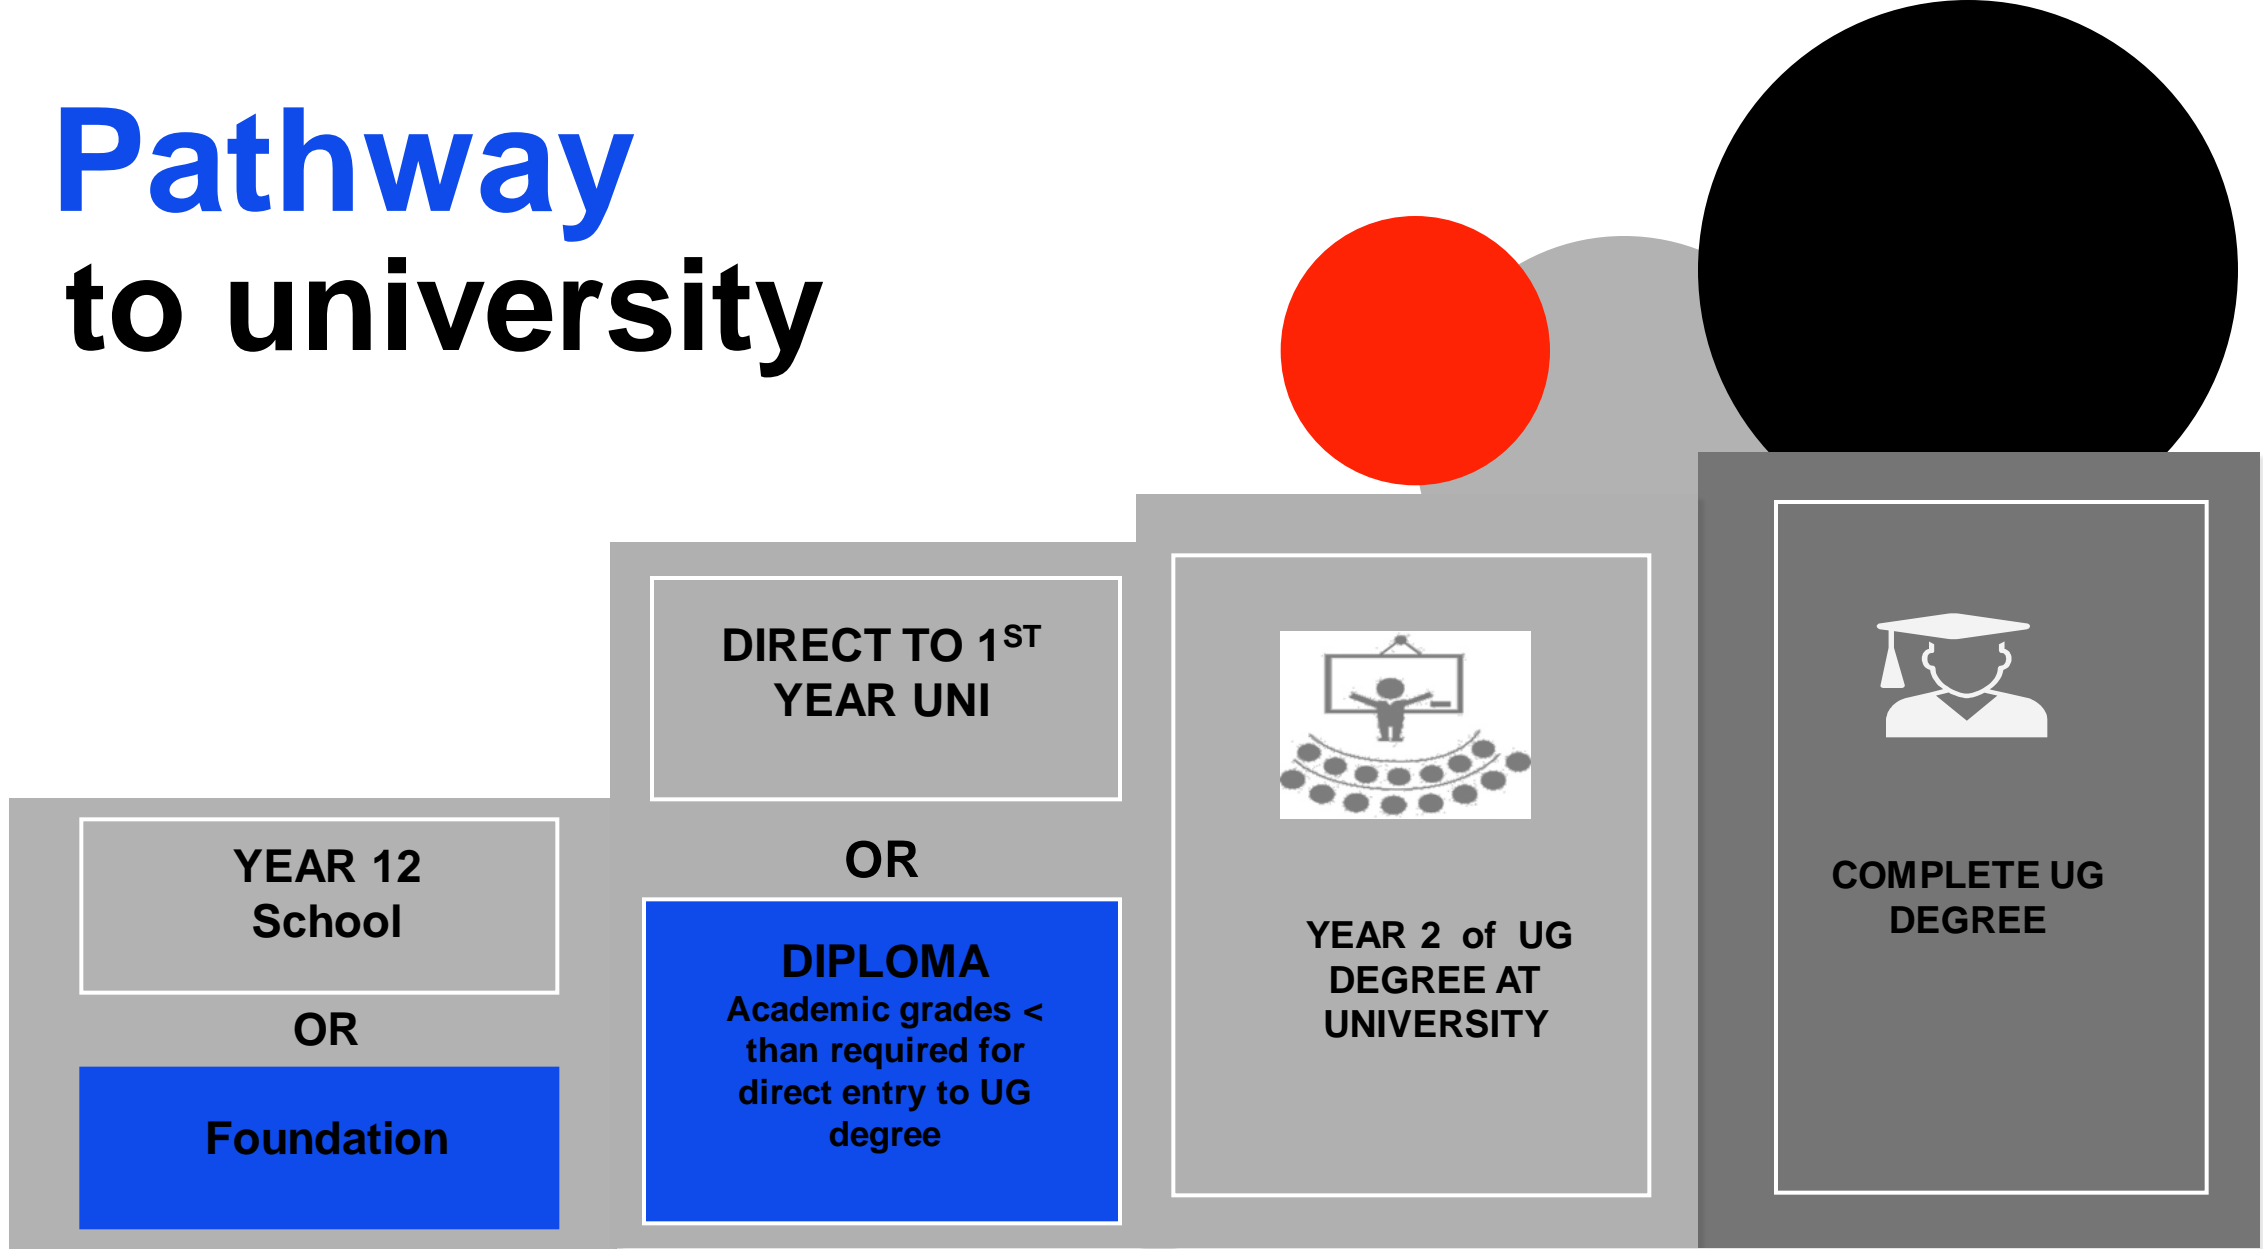 Pathway
to university
YEAR 12
School
OR
Foundation
DIRECT TO 1ST
YEAR UNI
OR
DIPLOMA
Academic grades <
than required for
direct entry to UG
degree
YEAR 2 of UG
DEGREE AT
UNIVERSITY
COMPLETE UG
DEGREE